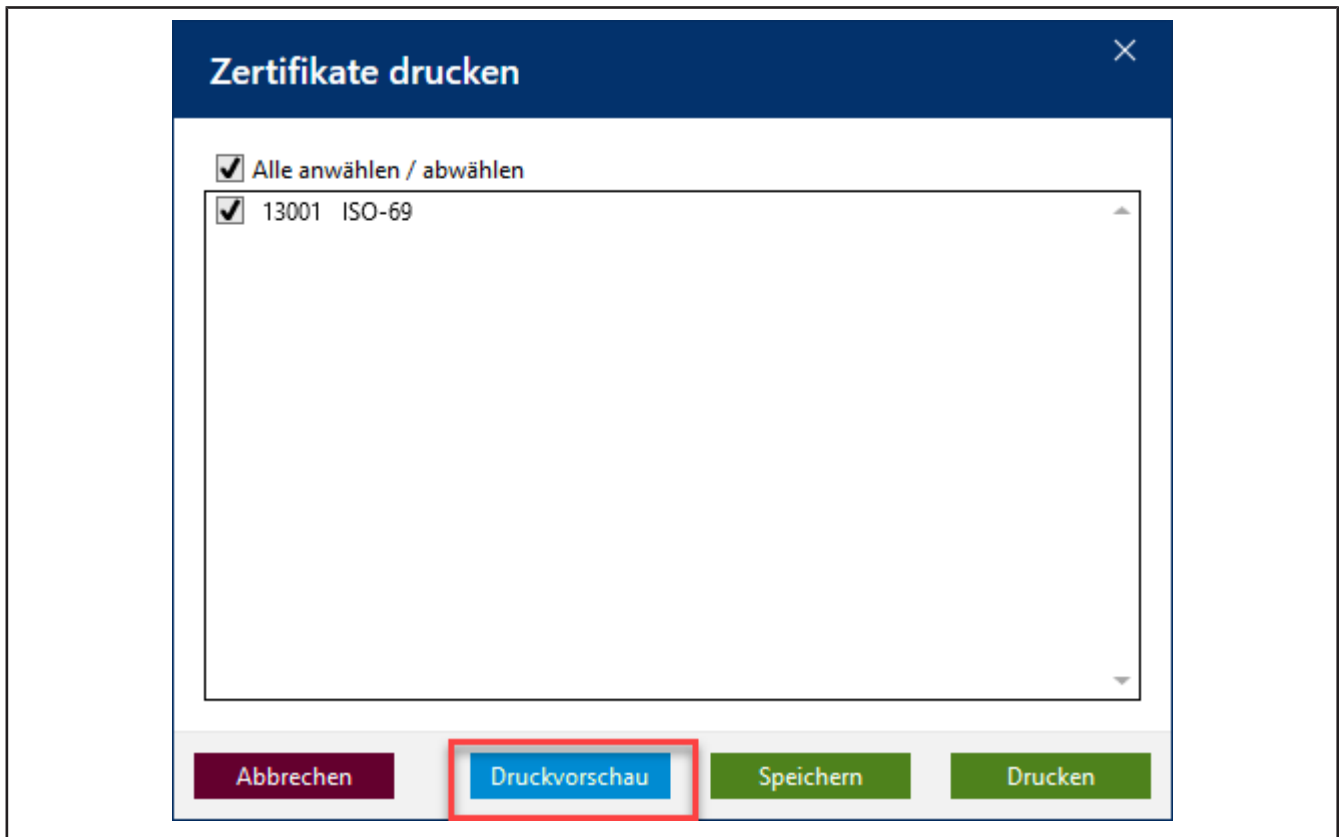 Zertifikate drucken
Alle anwählen / abwählen
13001 ISO-69
Abbrechen Druckvorschau Speichern Drucken